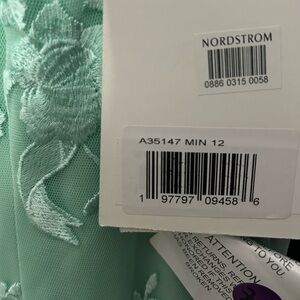 NORDSTROM
0886 0315 0058
A35147 MIN 12
1 97797 09458 6
ATTENTION